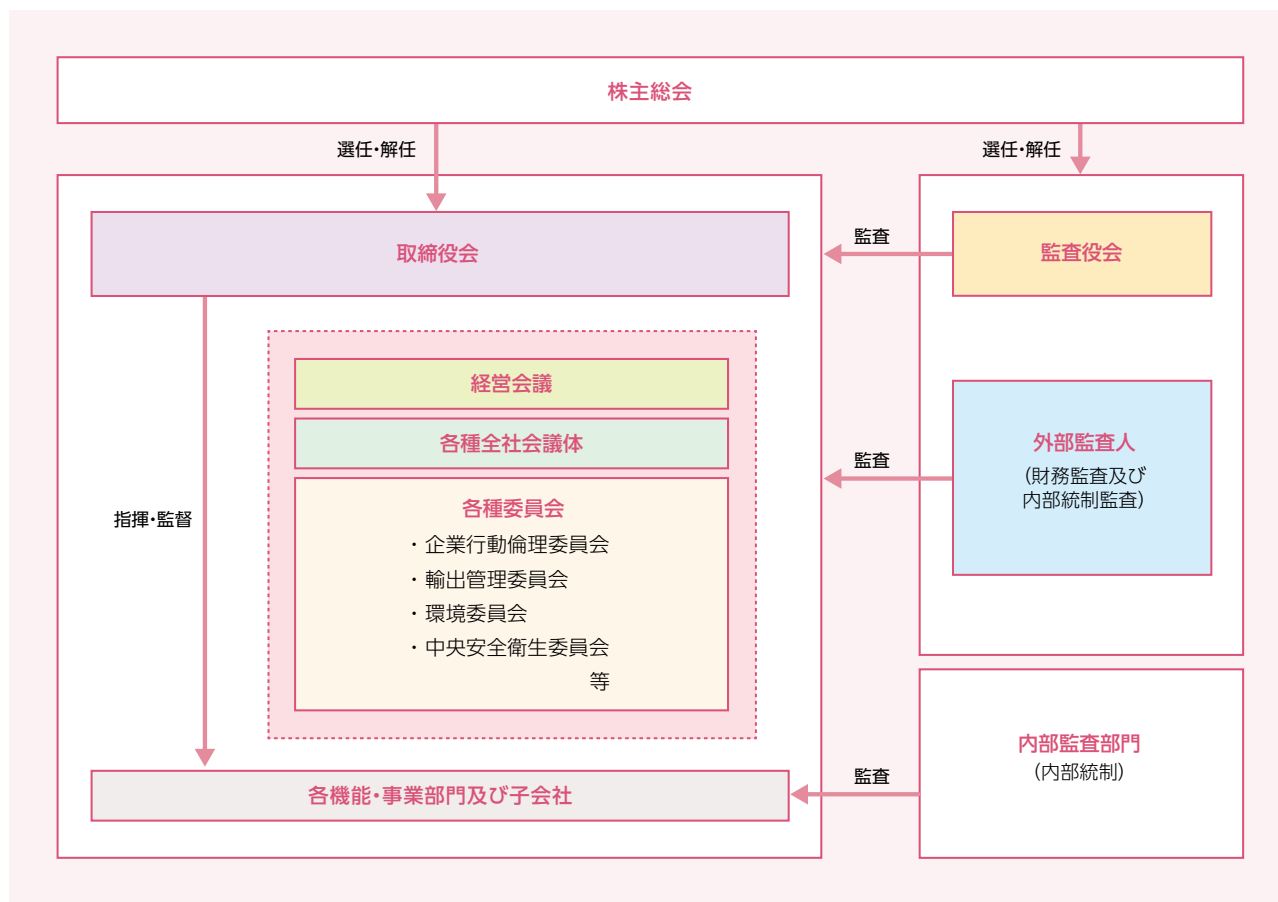 株主総会
選任・解任
選任・解任
取締役会
監査
監査役会
経営会議
各種全社会議体
監査
外部監査人
（財務監査及び
内部統制監査）
各種委員会
・企業行動倫理委員会
・輸出管理委員会
・環境委員会
・中央安全衛生委員会
等
指揮・監督
各機能・事業部門及び子会社
監査
内部監査部門
（内部統制）